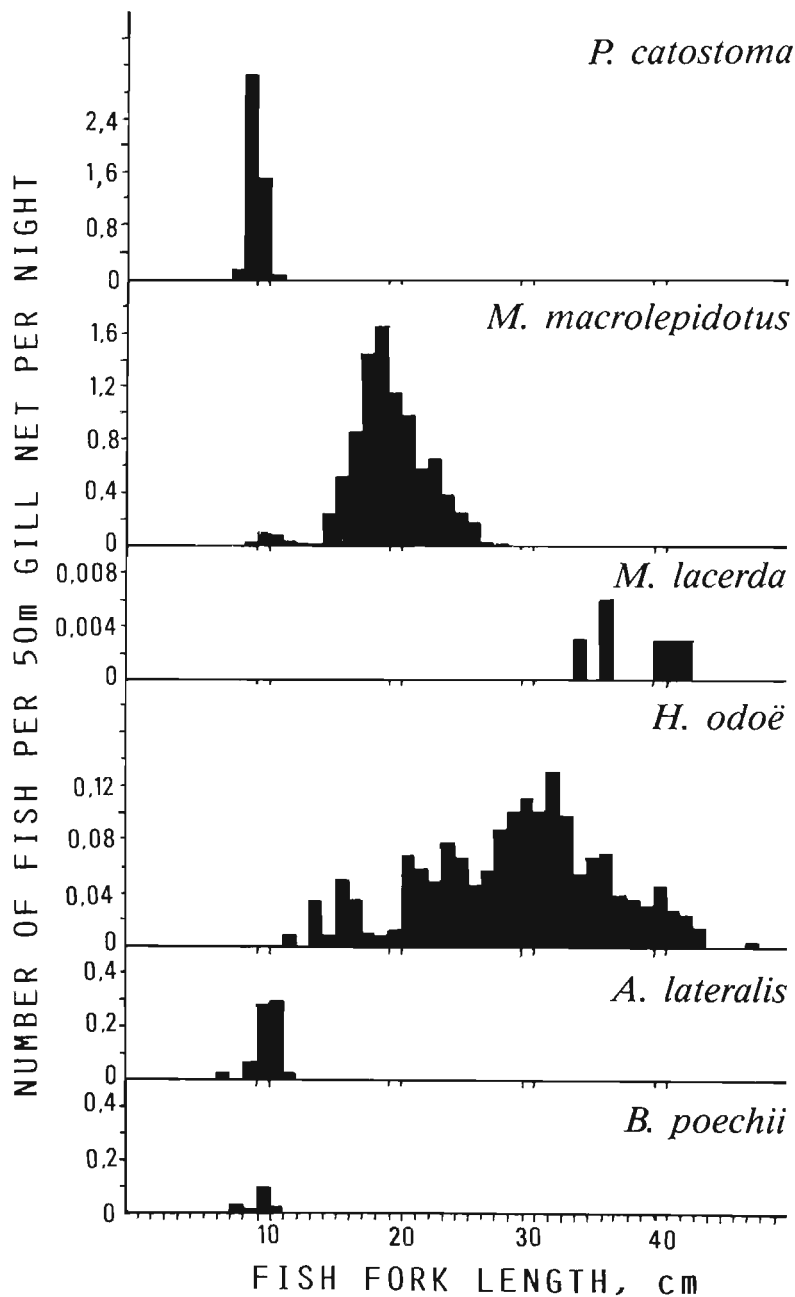 NUMBER OF FISH PER 50m GILL NET PER NIGHT
P. catostoma
2,4
1,6
0,8
0
M. macrolepidotus
1,6
1,2
0,8
0,4
0
M. lacerda
0,008
0,004
0
H. odoë
0,12
0,08
0,04
0
A. lateralis
0,4
0,2
0
B. poechii
0,4
0,2
0
10 20 30 40
FISH FORK LENGTH, cm